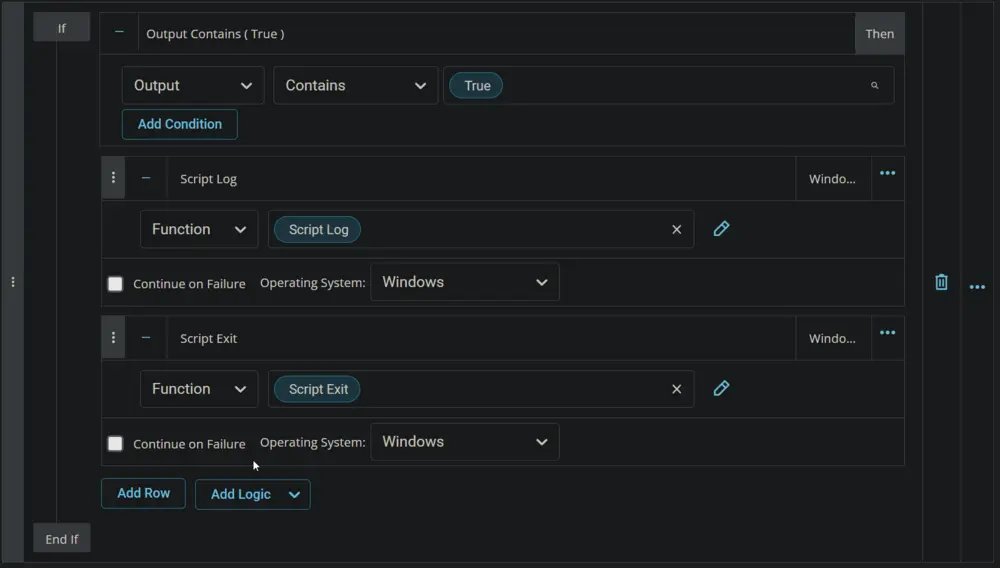 If
Output Contains ( True )
Then
Output
Contains
True
Add Condition
Script Log
Windo...
Function
Script Log
Continue on Failure
Operating System:
Windows
Script Exit
Windo...
Function
Script Exit
Continue on Failure
Operating System:
Windows
Add Row
Add Logic
End If